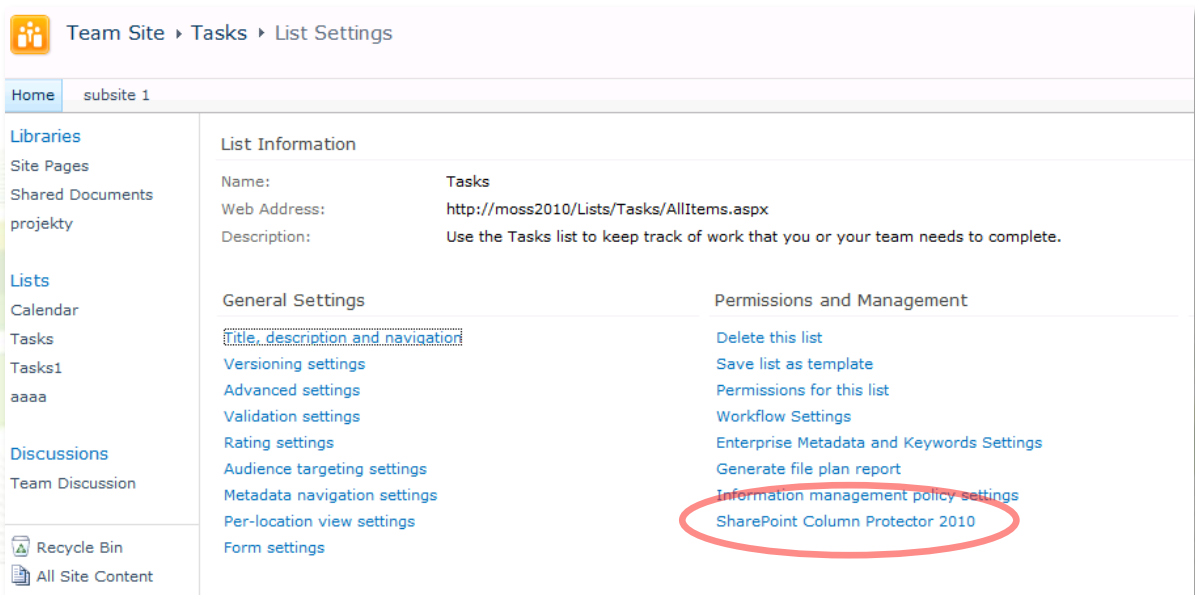 Team Site ▸ Tasks ▸ List Settings
Home subsite 1
Libraries
Site Pages
Shared Documents
projekty
Lists
Calendar
Tasks
Tasks1
aaaa
Discussions
Team Discussion
Recycle Bin
All Site Content
List Information
Name: Tasks
Web Address: http://moss2010/Lists/Tasks/AllItems.aspx
Description: Use the Tasks list to keep track of work that you or your team needs to complete.
General Settings
Title, description and navigation
Versioning settings
Advanced settings
Validation settings
Rating settings
Audience targeting settings
Metadata navigation settings
Per-location view settings
Form settings
Permissions and Management
Delete this list
Save list as template
Permissions for this list
Workflow Settings
Enterprise Metadata and Keywords Settings
Generate file plan report
Information management policy settings
SharePoint Column Protector 2010